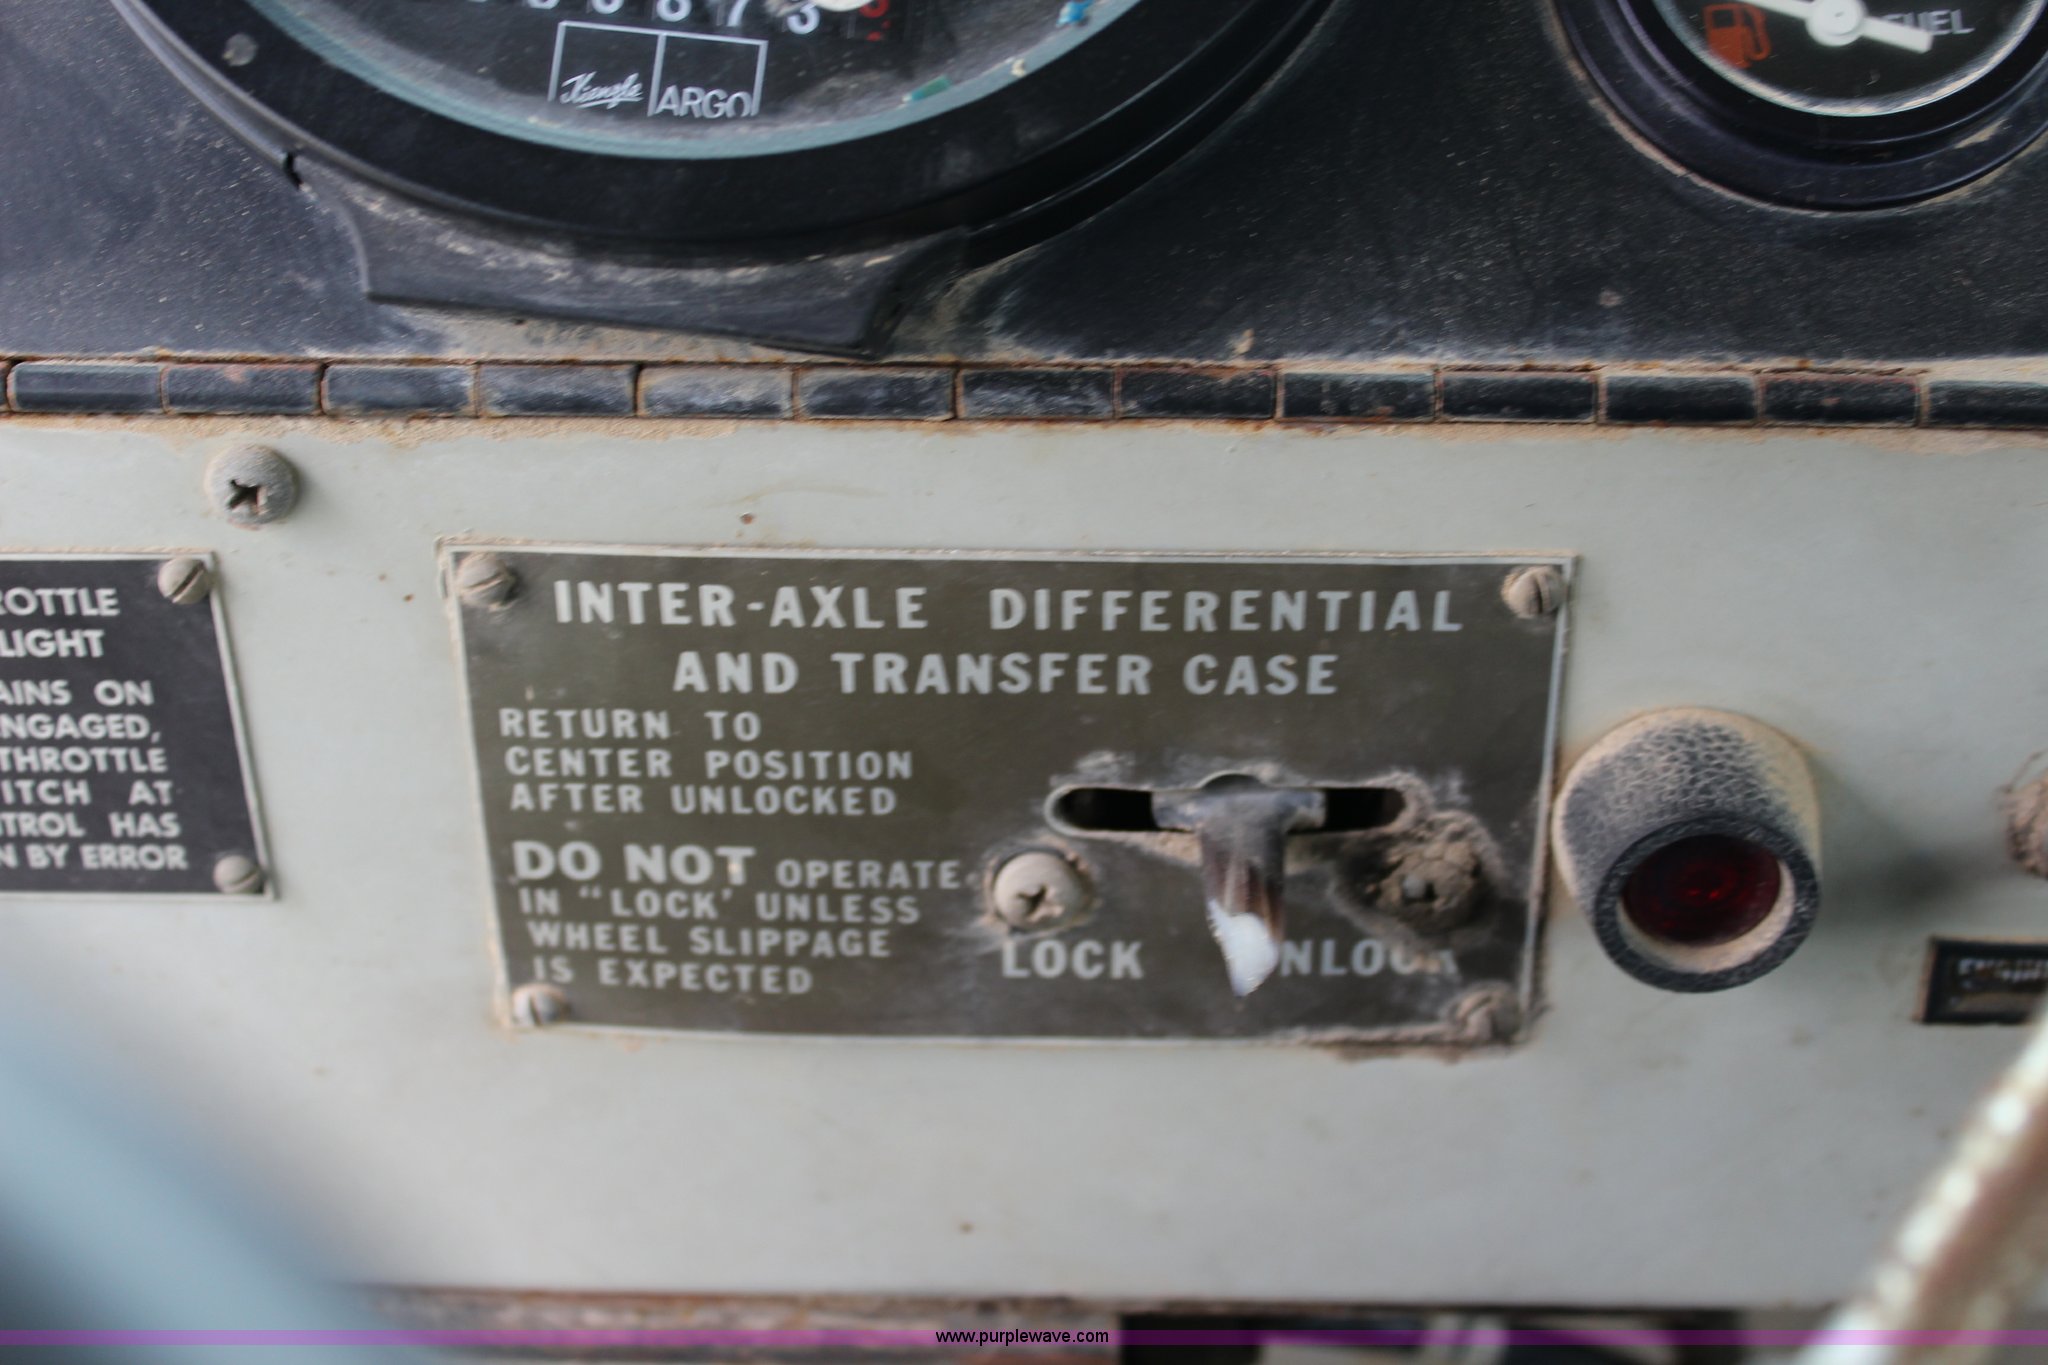 873
Kienzle ARGO
FUEL
ROTTLE
LIGHT
AINS ON
NGAGED,
THROTTLE
ITCH AT
TROL HAS
N BY ERROR
INTER-AXLE DIFFERENTIAL
AND TRANSFER CASE
RETURN TO
CENTER POSITION
AFTER UNLOCKED
DO NOT OPERATE
IN "LOCK' UNLESS
WHEEL SLIPPAGE
IS EXPECTED
LOCK
NLOCK
www.purplewave.com